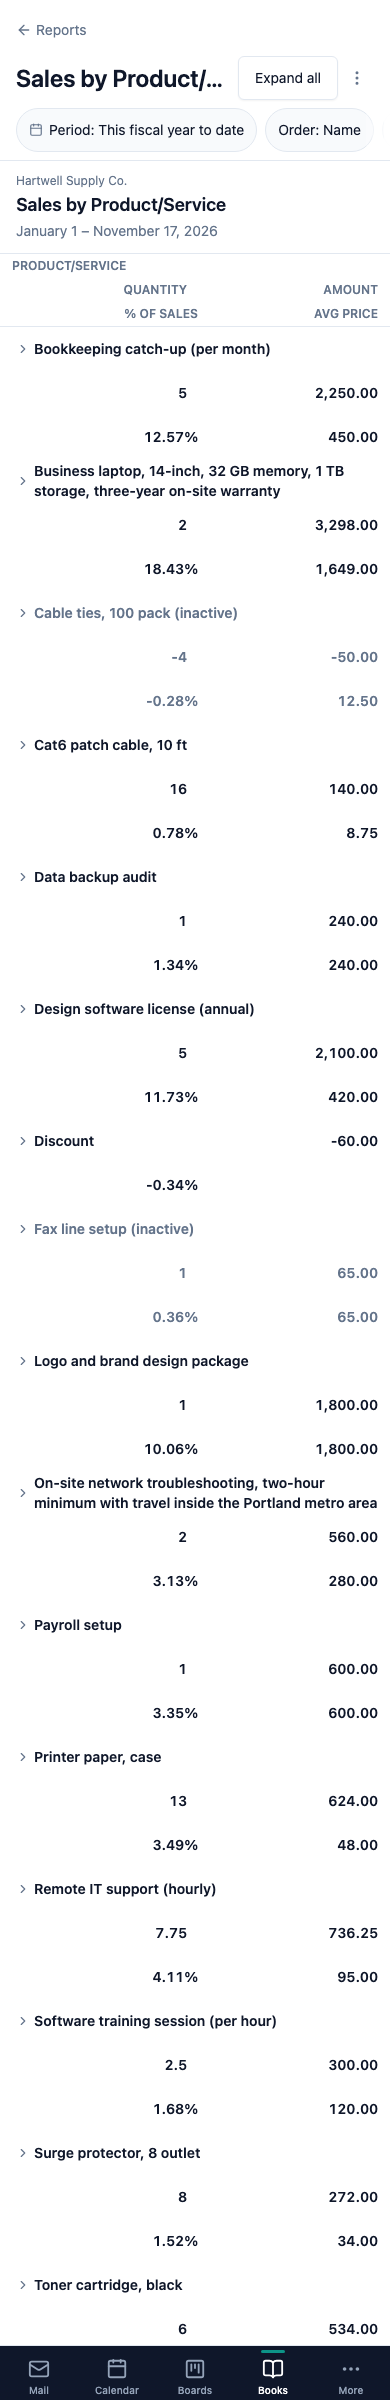 Reports
Sales by Product/...
Expand all
Period: This fiscal year to date
Order: Name
Hartwell Supply Co.
Sales by Product/Service
January 1 – November 17, 2026
PRODUCT/SERVICE
QUANTITY AMOUNT
% OF SALES AVG PRICE
Bookkeeping catch-up (per month)
5 2,250.00
12.57% 450.00
Business laptop, 14-inch, 32 GB memory, 1 TB
storage, three-year on-site warranty
2 3,298.00
18.43% 1,649.00
Cable ties, 100 pack (inactive)
-4 -50.00
-0.28% 12.50
Cat6 patch cable, 10 ft
16 140.00
0.78% 8.75
Data backup audit
1 240.00
1.34% 240.00
Design software license (annual)
5 2,100.00
11.73% 420.00
Discount -60.00
-0.34%
Fax line setup (inactive)
1 65.00
0.36% 65.00
Logo and brand design package
1 1,800.00
10.06% 1,800.00
On-site network troubleshooting, two-hour
minimum with travel inside the Portland metro area
2 560.00
3.13% 280.00
Payroll setup
1 600.00
3.35% 600.00
Printer paper, case
13 624.00
3.49% 48.00
Remote IT support (hourly)
7.75 736.25
4.11% 95.00
Software training session (per hour)
2.5 300.00
1.68% 120.00
Surge protector, 8 outlet
8 272.00
1.52% 34.00
Toner cartridge, black
6 534.00
Mail Calendar Boards Books More